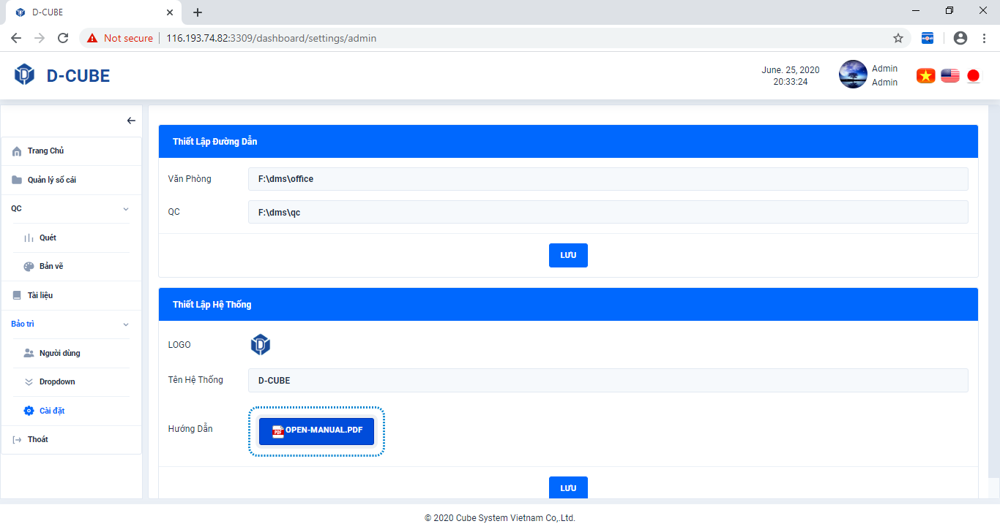 D-CUBE
Not secure 116.193.74.82:3309/dashboard/settings/admin
D-CUBE
June. 25, 2020
20:33:24
Admin
Admin
Trang Chủ
Quản lý sổ cái
QC
Quét
Bản vẽ
Tài liệu
Bảo trì
Người dùng
Dropdown
Cài đặt
Thoát
Thiết Lập Đường Dẫn
Văn Phòng F:\dms\office
QC F:\dms\qc
LƯU
Thiết Lập Hệ Thống
LOGO
Tên Hệ Thống D-CUBE
Hướng Dẫn PDF OPEN-MANUAL.PDF
LƯU
© 2020 Cube System Vietnam Co,.Ltd.